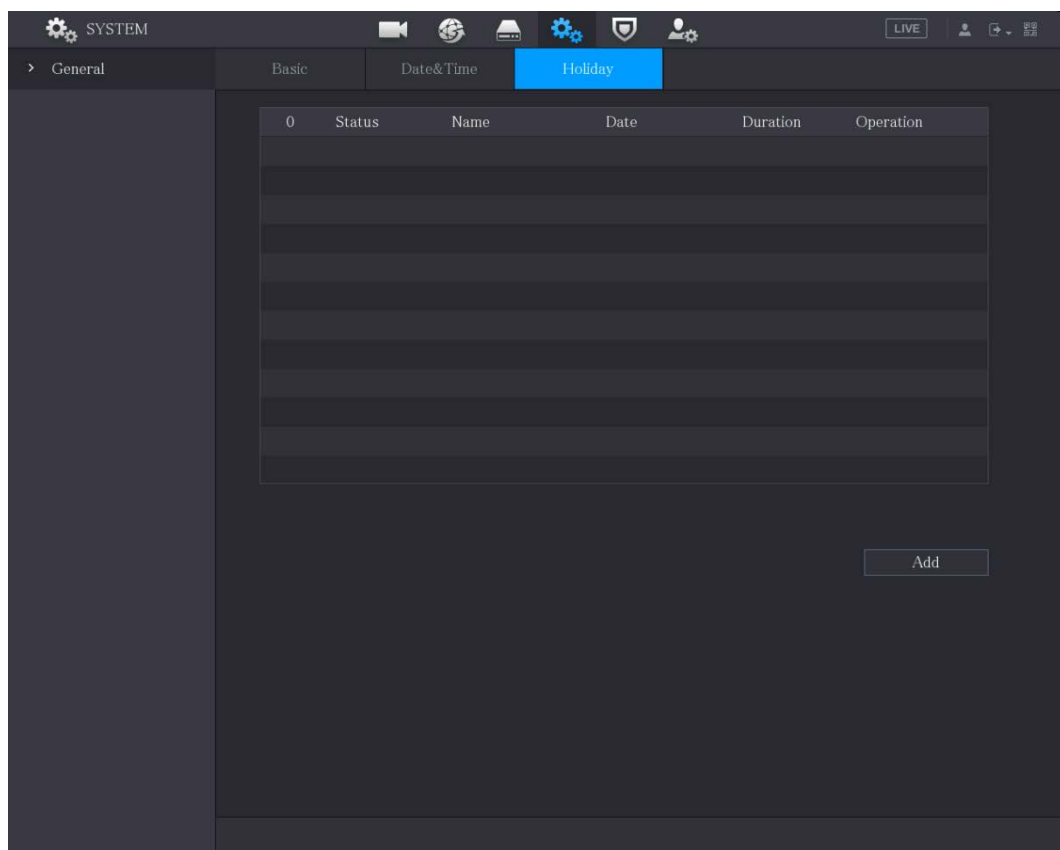 SYSTEM
LIVE
General
Basic Date&Time Holiday
0 Status Name Date Duration Operation
Add